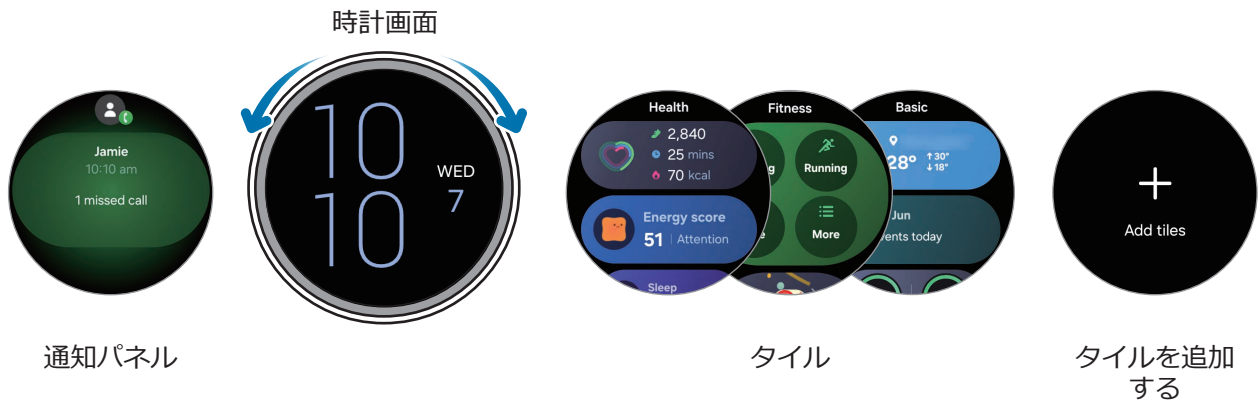 時計画面
Jamie
10:10 am
1 missed call
10
10
WED
7
Health
2,840
25 mins
70 kcal
Energy score
51 Attention
Sleep
Fitness
Running
More
Basic
28° ↑30°
↓18°
Jun
today
+
Add tiles
通知パネル
タイル
タイルを追加
する